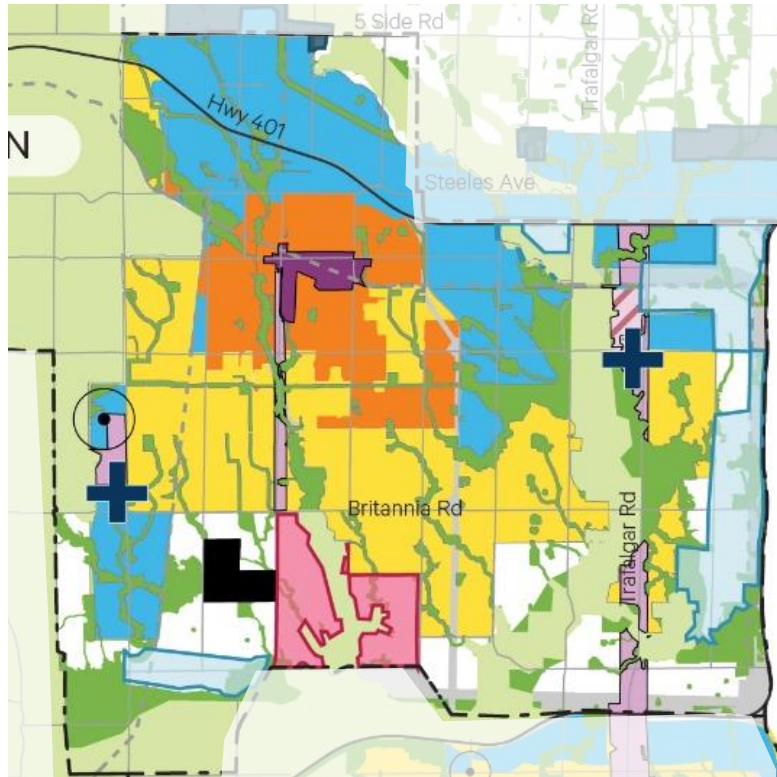 5 Side Rd
Trafalgar Rd
Hwy 401
N
Steeles Ave
Britannia Rd
Trafalgar Rd